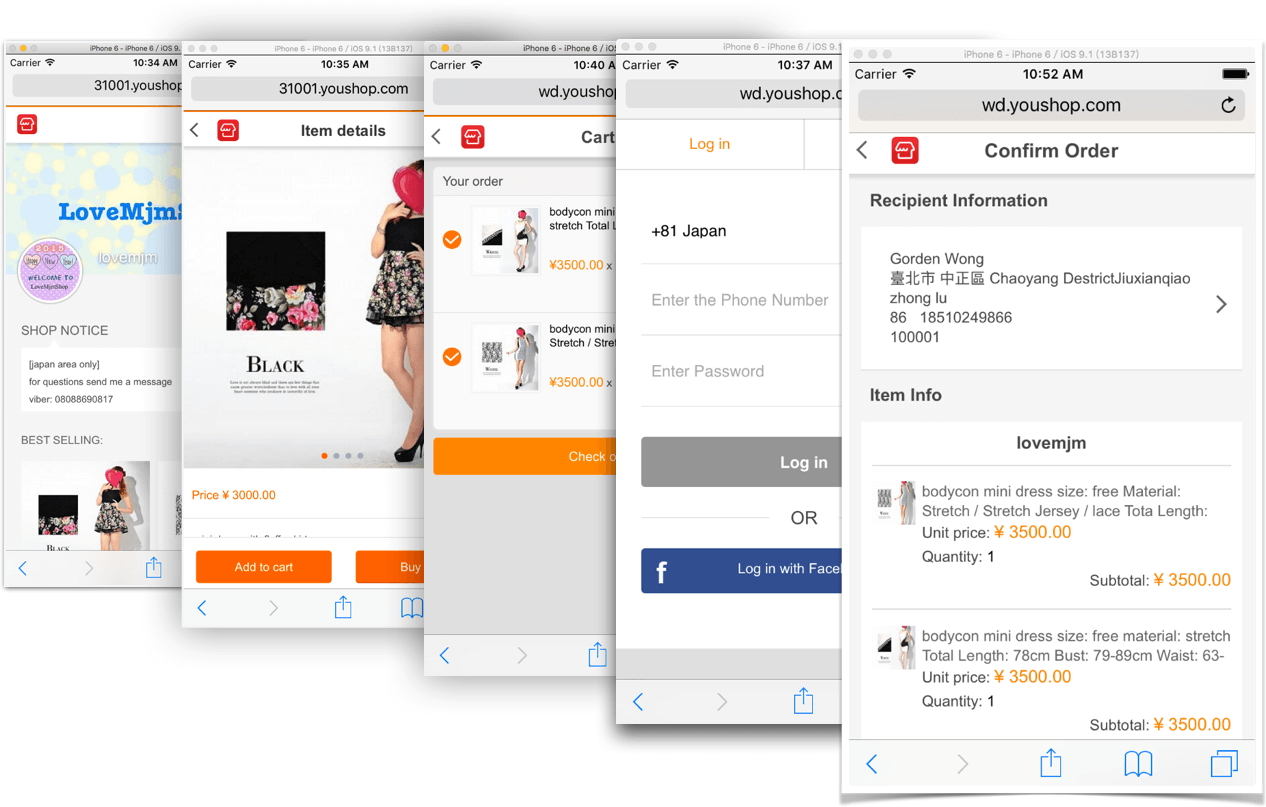 iPhone 6 - iPhone 6 / iOS 9.
Carrier
10:34 AM
31001.youshop
LoveMjmS
2016
WELCOME TO
LoveMjmShop
lovemjm
SHOP NOTICE
[japan area only]
for questions send me a message
viber: 08088690817
BEST SELLING:
BLACK
iPhone 6 - iPhone 6 / iOS 9.1 (13B137)
Carrier
10:35 AM
31001.youshop.com
Item details
BLACK
Price ¥ 3000.00
Add to cart
Buy
iPhone 6 - iPhone 6 / iOS
Carrier
10:40 A
wd.youshop
Cart
Your order
bodycon mini
stretch Total L
¥3500.00 x
bodycon mini
Stretch / Stret
¥3500.00 x
Check o
iPhone 6 - iPhone 6 / iOS 9.1
Carrier
10:37 AM
wd.youshop.c
Log in
+81 Japan
Enter the Phone Number
Enter Password
Log in
OR
f
Log in with Facel
iPhone 6 - iPhone 6 / iOS 9.1 (13B137)
Carrier
10:52 AM
wd.youshop.com
Confirm Order
Recipient Information
Gorden Wong
臺北市 中正區 Chaoyang DestrictJiuxianqiao
zhong lu
86 18510249866
100001
Item Info
lovemjm
bodycon mini dress size: free Material:
Stretch / Stretch Jersey / lace Tota Length:
Unit price: ¥ 3500.00
Quantity: 1
Subtotal: ¥ 3500.00
bodycon mini dress size: free material: stretch
Total Length: 78cm Bust: 79-89cm Waist: 63-
Unit price: ¥ 3500.00
Quantity: 1
Subtotal: ¥ 3500.00